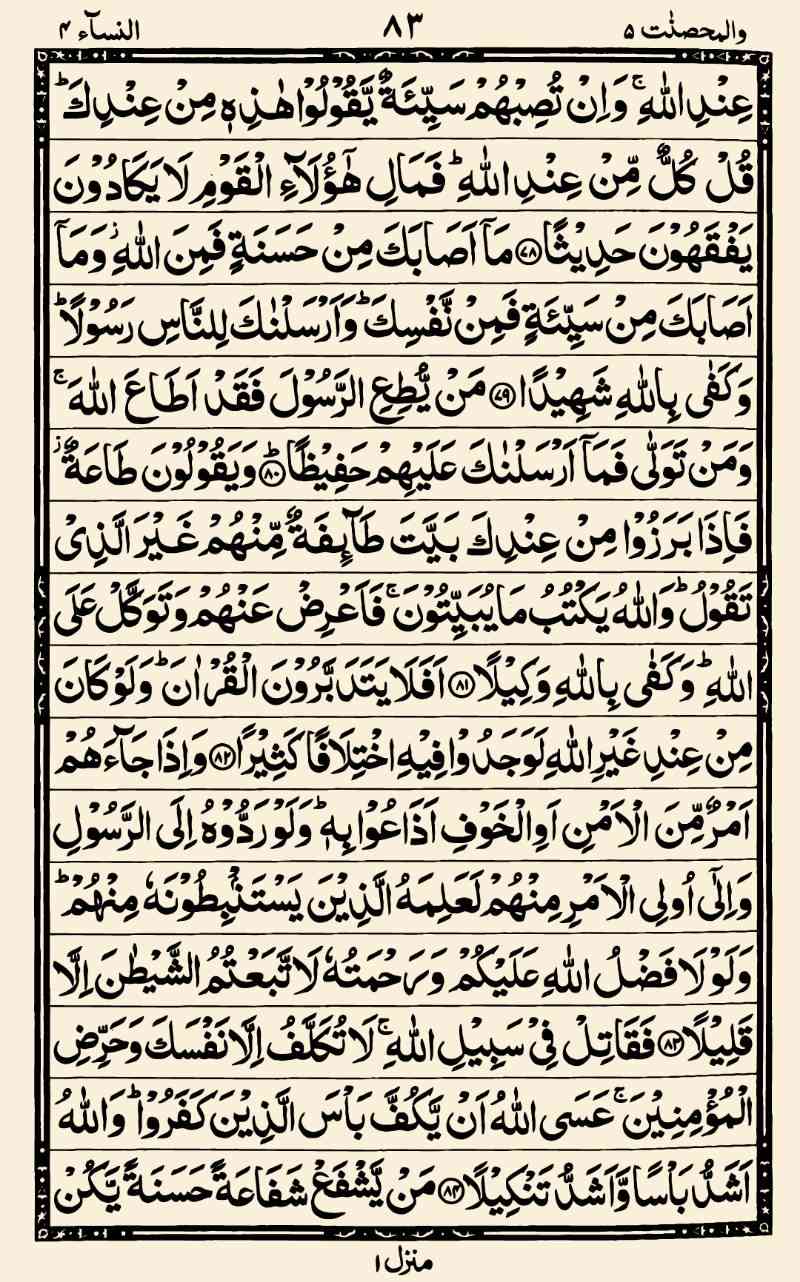 والمحصنٰت ۵ ۸۳ النسآء ۴
عِنْدِ اللّٰهِ ۚ وَاِنْ تُصِبْهُمْ سَيِّئَةٌ يَّقُوْلُوْا هٰذِهٖ مِنْ عِنْدِكَ ؕ
قُلْ كُلٌّ مِّنْ عِنْدِ اللّٰهِ ؕ فَمَالِ هٰٓؤُلَآءِ الْقَوْمِ لَا يَكَادُوْنَ
يَفْقَهُوْنَ حَدِيْثًا ﴿۷۸﴾ مَآ اَصَابَكَ مِنْ حَسَنَةٍ فَمِنَ اللّٰهِ ؗ وَمَآ
اَصَابَكَ مِنْ سَيِّئَةٍ فَمِنْ نَّفْسِكَ ؕ وَاَرْسَلْنٰكَ لِلنَّاسِ رَسُوْلًا ؕ
وَكَفٰى بِاللّٰهِ شَهِيْدًا ﴿۷۹﴾ مَنْ يُّطِعِ الرَّسُوْلَ فَقَدْ اَطَاعَ اللّٰهَ ۚ
وَمَنْ تَوَلّٰى فَمَآ اَرْسَلْنٰكَ عَلَيْهِمْ حَفِيْظًا ؕ﴿۸۰﴾ وَيَقُوْلُوْنَ طَاعَةٌ ؗ
فَاِذَا بَرَزُوْا مِنْ عِنْدِكَ بَيَّتَ طَآئِفَةٌ مِّنْهُمْ غَيْرَ الَّذِيْ
تَقُوْلُ ؕ وَاللّٰهُ يَكْتُبُ مَا يُبَيِّتُوْنَ ۚ فَاَعْرِضْ عَنْهُمْ وَتَوَكَّلْ عَلَى
اللّٰهِ ؕ وَكَفٰى بِاللّٰهِ وَكِيْلًا ﴿۸۱﴾ اَفَلَا يَتَدَبَّرُوْنَ الْقُرْاٰنَ ؕ وَلَوْ كَانَ
مِنْ عِنْدِ غَيْرِ اللّٰهِ لَوَجَدُوْا فِيْهِ اخْتِلَافًا كَثِيْرًا ﴿۸۲﴾ وَاِذَا جَآءَهُمْ
اَمْرٌ مِّنَ الْاَمْنِ اَوِ الْخَوْفِ اَذَاعُوْا بِهٖ ؕ وَلَوْ رَدُّوْهُ اِلَى الرَّسُوْلِ
وَاِلٰٓى اُولِي الْاَمْرِ مِنْهُمْ لَعَلِمَهُ الَّذِيْنَ يَسْتَنْۢبِطُوْنَهٗ مِنْهُمْ ؕ
وَلَوْلَا فَضْلُ اللّٰهِ عَلَيْكُمْ وَرَحْمَتُهٗ لَاتَّبَعْتُمُ الشَّيْطٰنَ اِلَّا
قَلِيْلًا ﴿۸۳﴾ فَقَاتِلْ فِيْ سَبِيْلِ اللّٰهِ ۚ لَا تُكَلَّفُ اِلَّا نَفْسَكَ وَحَرِّضِ
الْمُؤْمِنِيْنَ ۚ عَسَى اللّٰهُ اَنْ يَّكُفَّ بَاْسَ الَّذِيْنَ كَفَرُوْا ؕ وَاللّٰهُ
اَشَدُّ بَاْسًا وَّاَشَدُّ تَنْكِيْلًا ﴿۸۴﴾ مَنْ يَّشْفَعْ شَفَاعَةً حَسَنَةً يَّكُنْ
منزل ۱